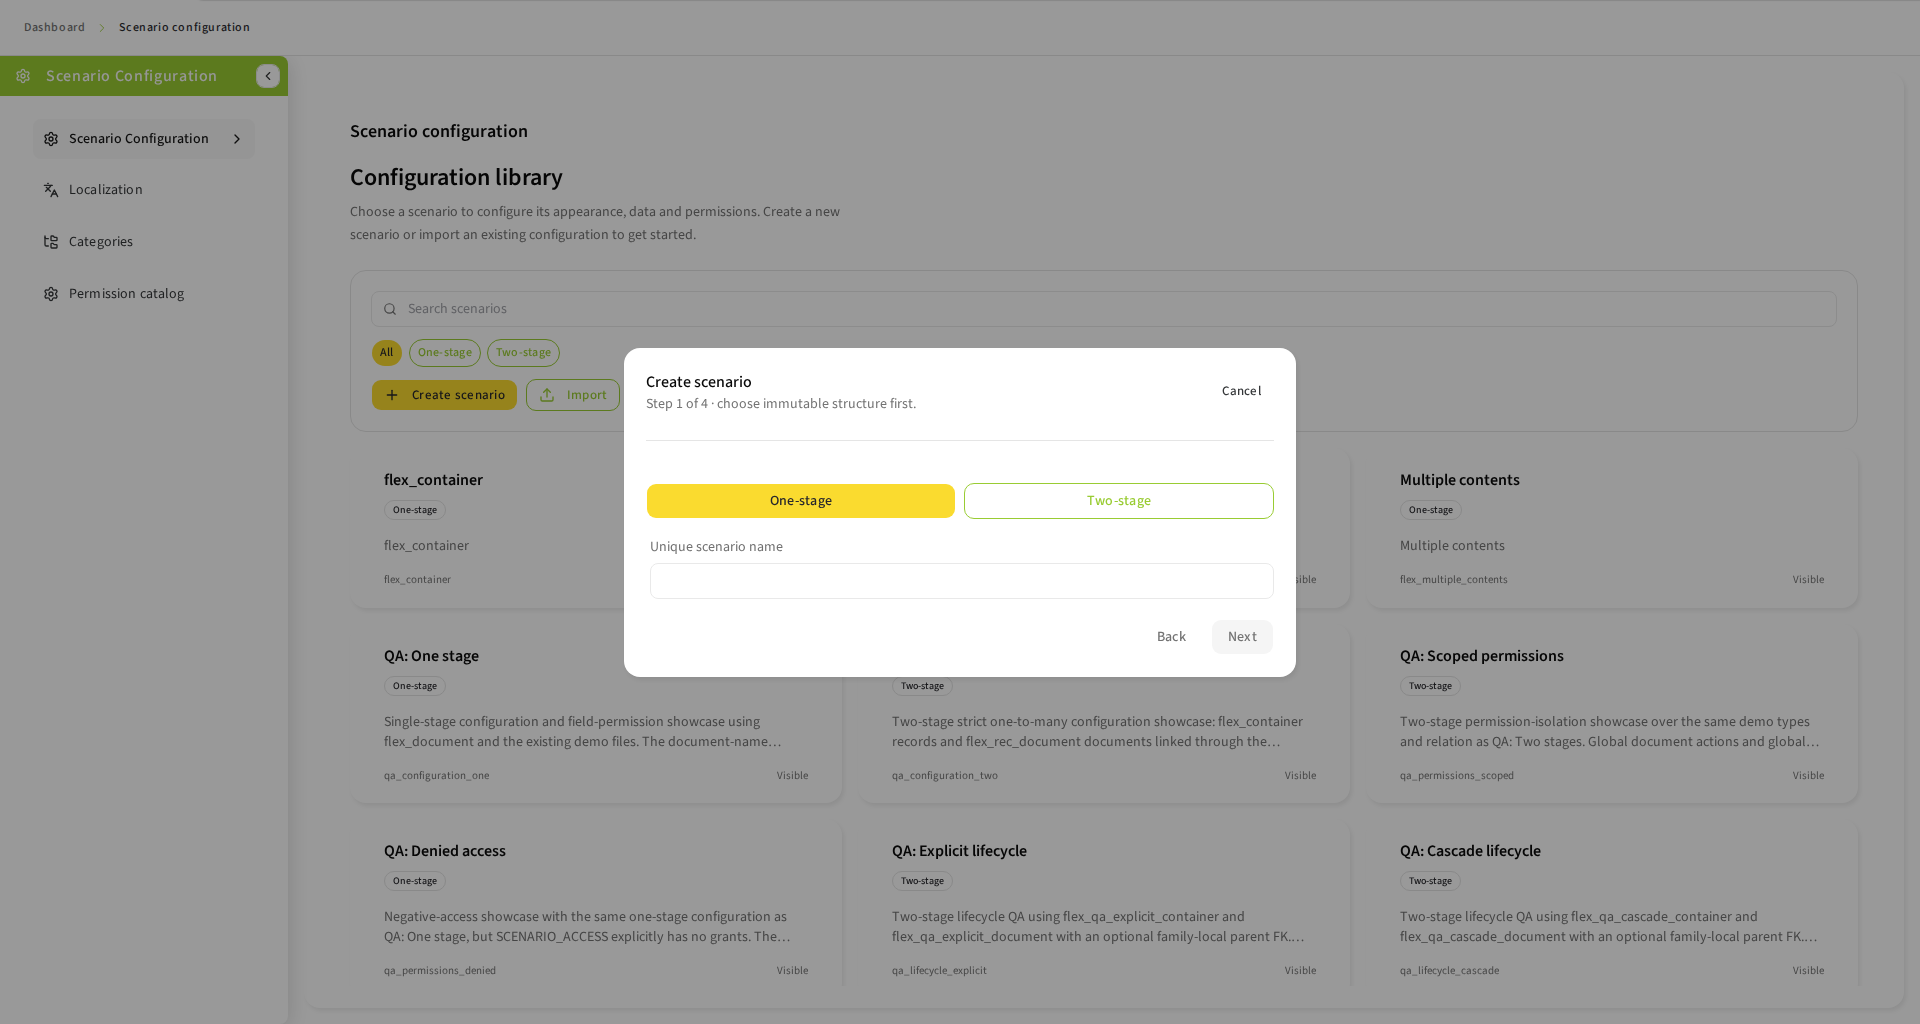 Dashboard
Scenario configuration
Scenario Configuration
Scenario Configuration
Localization
Categories
Permission catalog
Scenario configuration
Configuration library
Choose a scenario to configure its appearance, data and permissions. Create a new
scenario or import an existing configuration to get started.
Search scenarios
All
One-stage
Two-stage
Create scenario
Import
Create scenario
Step 1 of 4 · choose immutable structure first.
Cancel
One-stage
Two-stage
Unique scenario name
Back
Next
flex_container
One-stage
flex_container
flex_container
Multiple contents
One-stage
Multiple contents
flex_multiple_contents
Visible
QA: One stage
One-stage
Single-stage configuration and field-permission showcase using
flex_document and the existing demo files. The document-name…
qa_configuration_one
Visible
Two-stage
Two-stage strict one-to-many configuration showcase: flex_container
records and flex_rec_document documents linked through the…
qa_configuration_two
Visible
QA: Scoped permissions
Two-stage
Two-stage permission-isolation showcase over the same demo types
and relation as QA: Two stages. Global document actions and global…
qa_permissions_scoped
Visible
QA: Denied access
One-stage
Negative-access showcase with the same one-stage configuration as
QA: One stage, but SCENARIO_ACCESS explicitly has no grants. The…
qa_permissions_denied
Visible
QA: Explicit lifecycle
Two-stage
Two-stage lifecycle QA using flex_qa_explicit_container and
flex_qa_explicit_document with an optional family-local parent FK.…
qa_lifecycle_explicit
Visible
QA: Cascade lifecycle
Two-stage
Two-stage lifecycle QA using flex_qa_cascade_container and
flex_qa_cascade_document with an optional family-local parent FK.…
qa_lifecycle_cascade
Visible